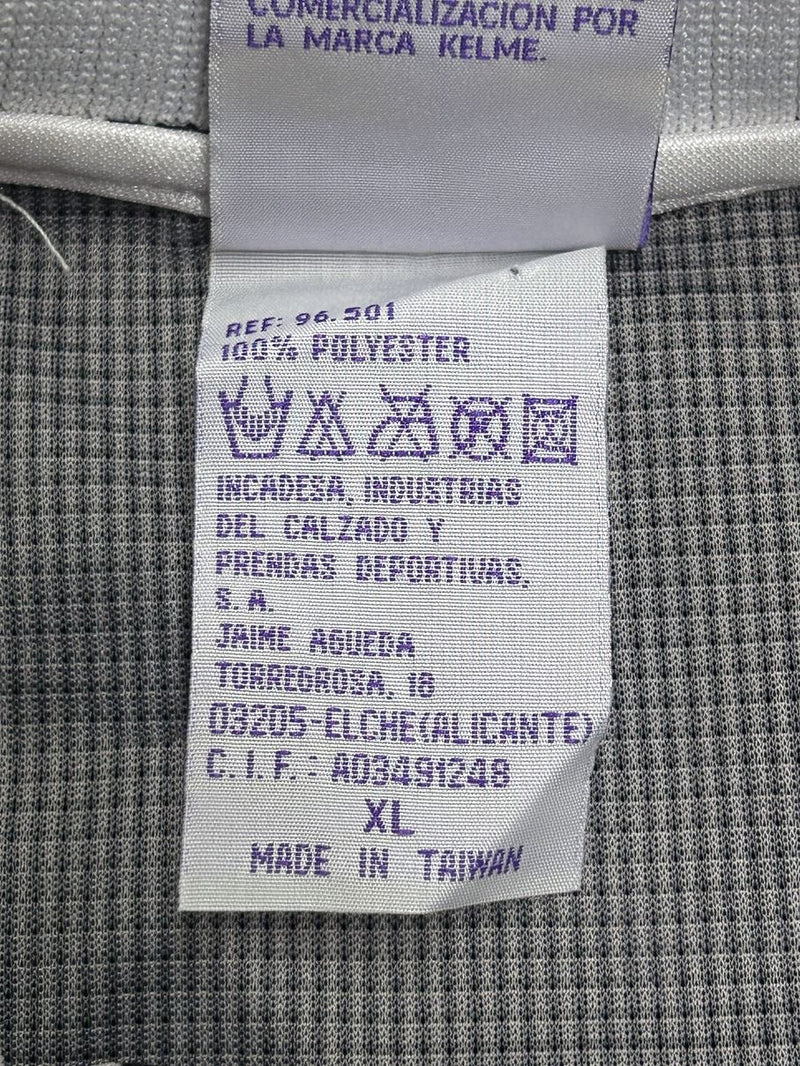 COMERCIALIZACION POR
LA MARCA KELME.
REF: 96.501
100% POLYESTER
INCADESA, INDUSTRIAS
DEL CALZADO Y
PRENDAS DEPORTIVAS,
S.A.
JAIME AGUEDA
TORREGROSA, 18
03205-ELCHE(ALICANTE)
C.I.F.: A03491248
XL
MADE IN TAIWAN